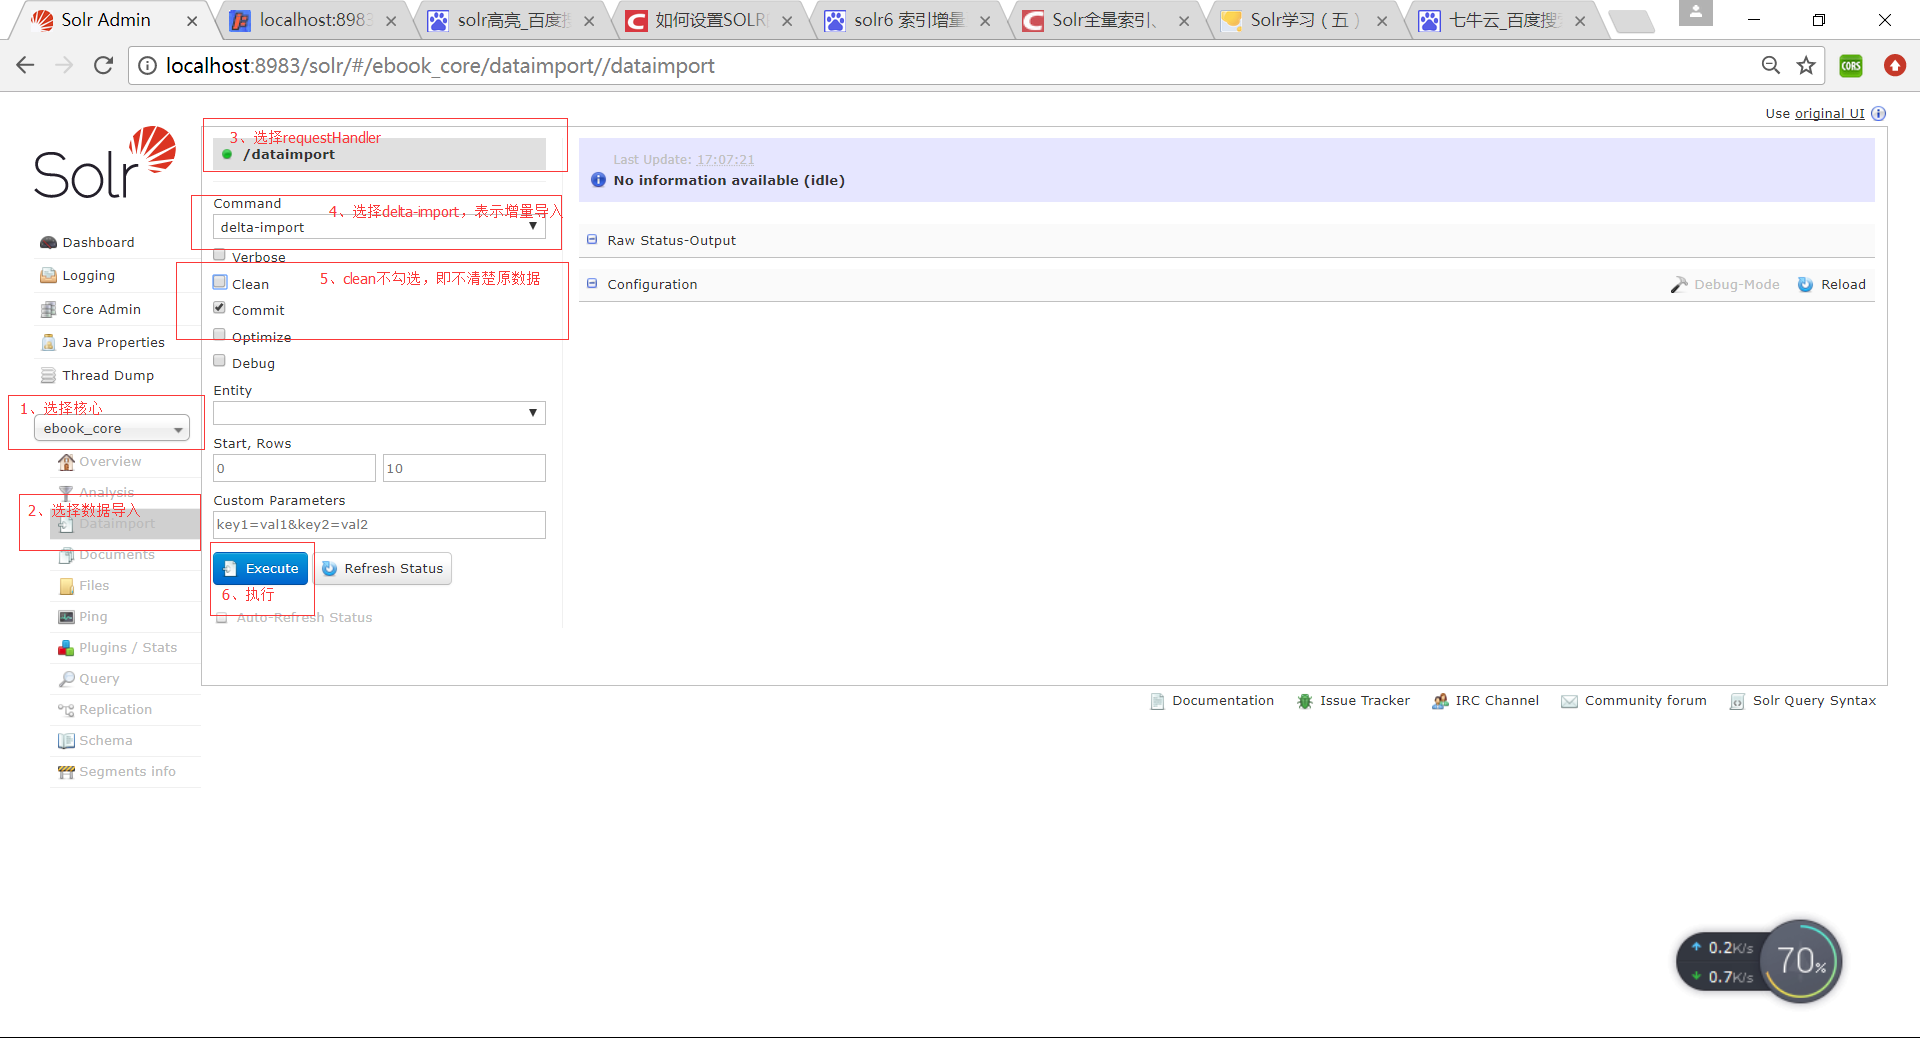 Solr Admin
localhost:8983
solr高亮_百度搜
如何设置SOLR
solr6 索引增量
Solr全量索引、
Solr学习（五）
七牛云_百度搜
localhost:8983/solr/#/ebook_core/dataimport//dataimport
CORS
Use original UI
Solr
Dashboard
Logging
Core Admin
Java Properties
Thread Dump
1、选择核心
ebook_core
Overview
Analysis
2、选择数据导入
Dataimport
Documents
Files
Ping
Plugins / Stats
Query
Replication
Schema
Segments info
3、选择requestHandler
/dataimport
Command
4、选择delta-import，表示增量导入
delta-import
Verbose
Clean
5、clean不勾选，即不清楚原数据
Commit
Optimize
Debug
Entity
Start, Rows
0
10
Custom Parameters
key1=val1&key2=val2
Execute
Refresh Status
6、执行
Auto-Refresh Status
Last Update: 17:07:21
No information available (idle)
Raw Status-Output
Configuration
Debug-Mode
Reload
Documentation
Issue Tracker
IRC Channel
Community forum
Solr Query Syntax
0.2K/s
0.7K/s
70%